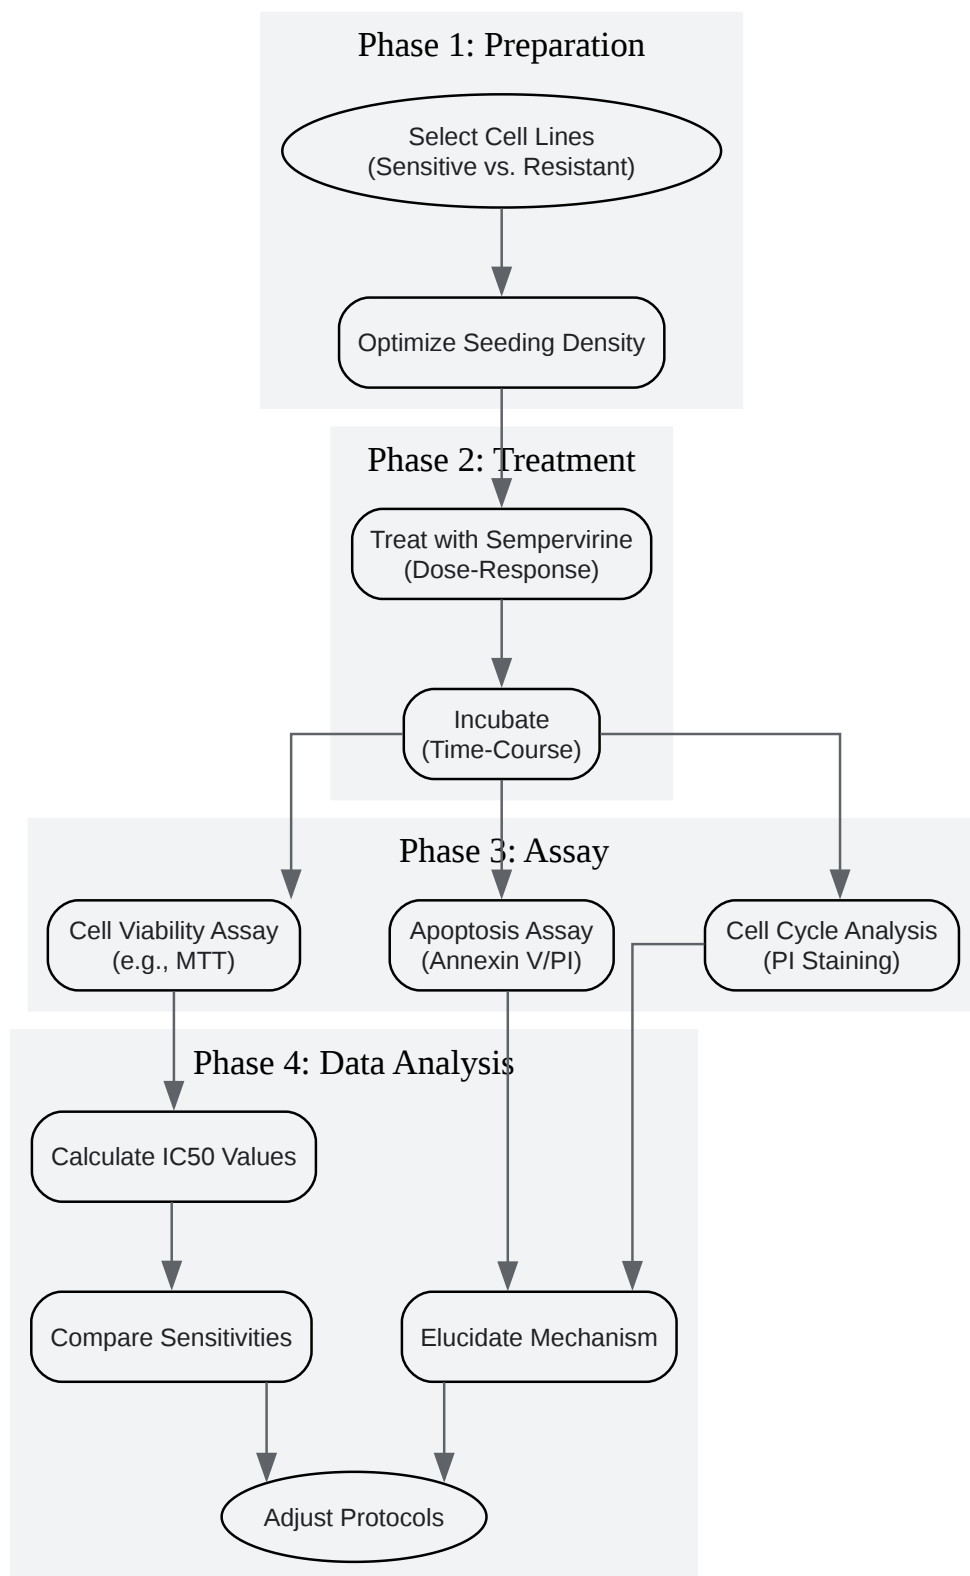 Phase 1: Preparation
Select Cell Lines
(Sensitive vs. Resistant)
Optimize Seeding Density
Phase 2: Treatment
Treat with Sempervirine
(Dose-Response)
Incubate
(Time-Course)
Phase 3: Assay
Cell Viability Assay
(e.g., MTT)
Apoptosis Assay
(Annexin V/PI)
Cell Cycle Analysis
(PI Staining)
Phase 4: Data Analysis
Calculate IC50 Values
Compare Sensitivities
Elucidate Mechanism
Adjust Protocols